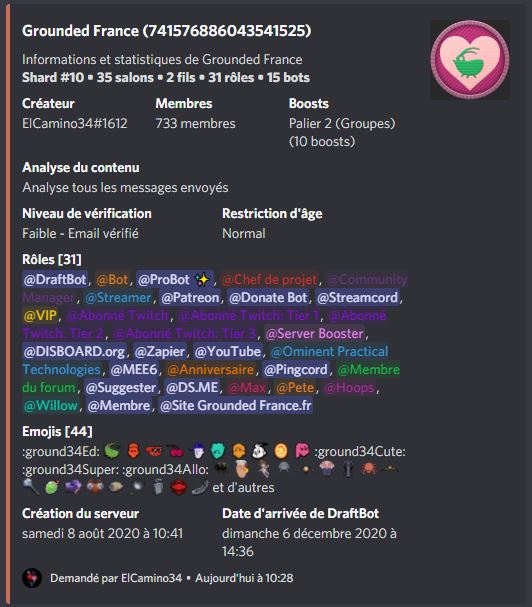 Grounded France (741576886043541525)
Informations et statistiques de Grounded France
Shard #10 • 35 salons • 2 fils • 31 rôles • 15 bots
Créateur Membres Boosts
ElCamino34#1612 733 membres Palier 2 (Groupes)
(10 boosts)
Analyse du contenu
Analyse tous les messages envoyés
Niveau de vérification Restriction d'âge
Faible - Email vérifié Normal
Rôles [31]
@DraftBot, @Bot, @ProBot ✨, @Chef de projet, @Community
Manager, @Streamer, @Patreon, @Donate Bot, @Streamcord,
@VIP, @Abonné Twitch, @Abonné Twitch: Tier 1, @Abonné
Twitch: Tier 2, @Abonné Twitch: Tier 3, @Server Booster,
@DISBOARD.org, @Zapier, @YouTube, @Ominent Practical
Technologies, @MEE6, @Anniversaire, @Pingcord, @Membre
du forum, @Suggester, @DS.ME, @Max, @Pete, @Hoops,
@Willow, @Membre, @Site Grounded France.fr
Emojis [44]
:ground34Ed: :ground34Cute:
:ground34Super: :ground34Allo:
et d'autres
Création du serveur Date d'arrivée de DraftBot
samedi 8 août 2020 à 10:41 dimanche 6 décembre 2020 à
14:36
Demandé par ElCamino34 • Aujourd'hui à 10:28